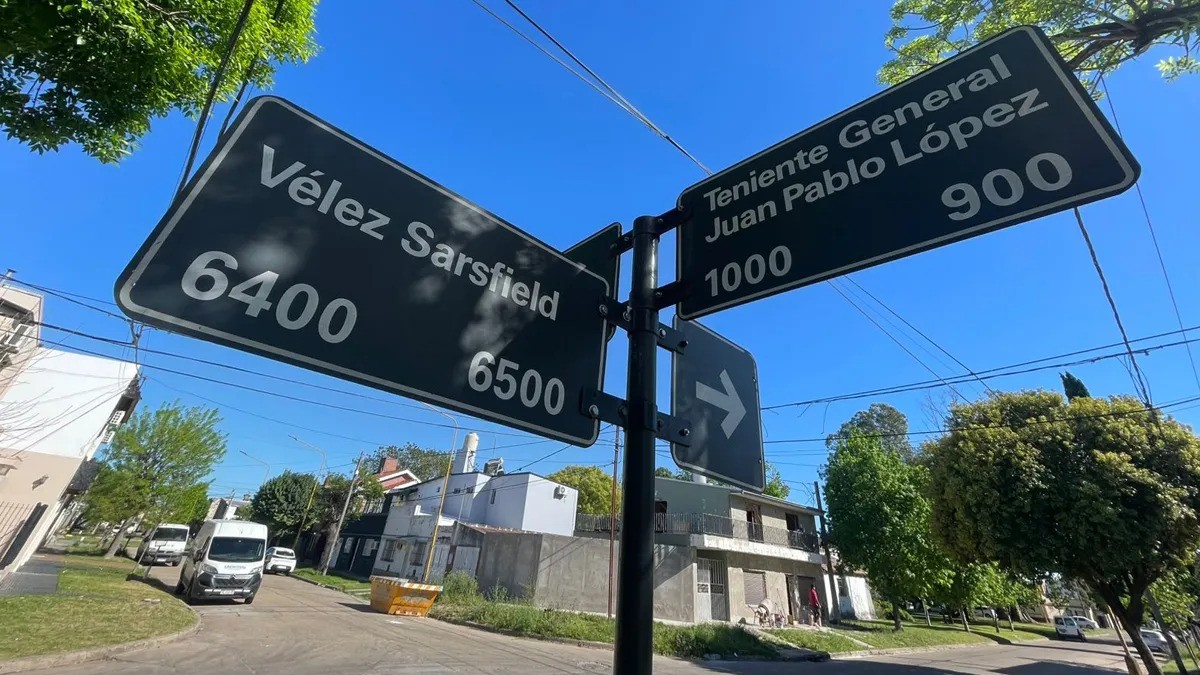 Vélez Sarsfield
6400 6500
Teniente General
Juan Pablo López
1000 900